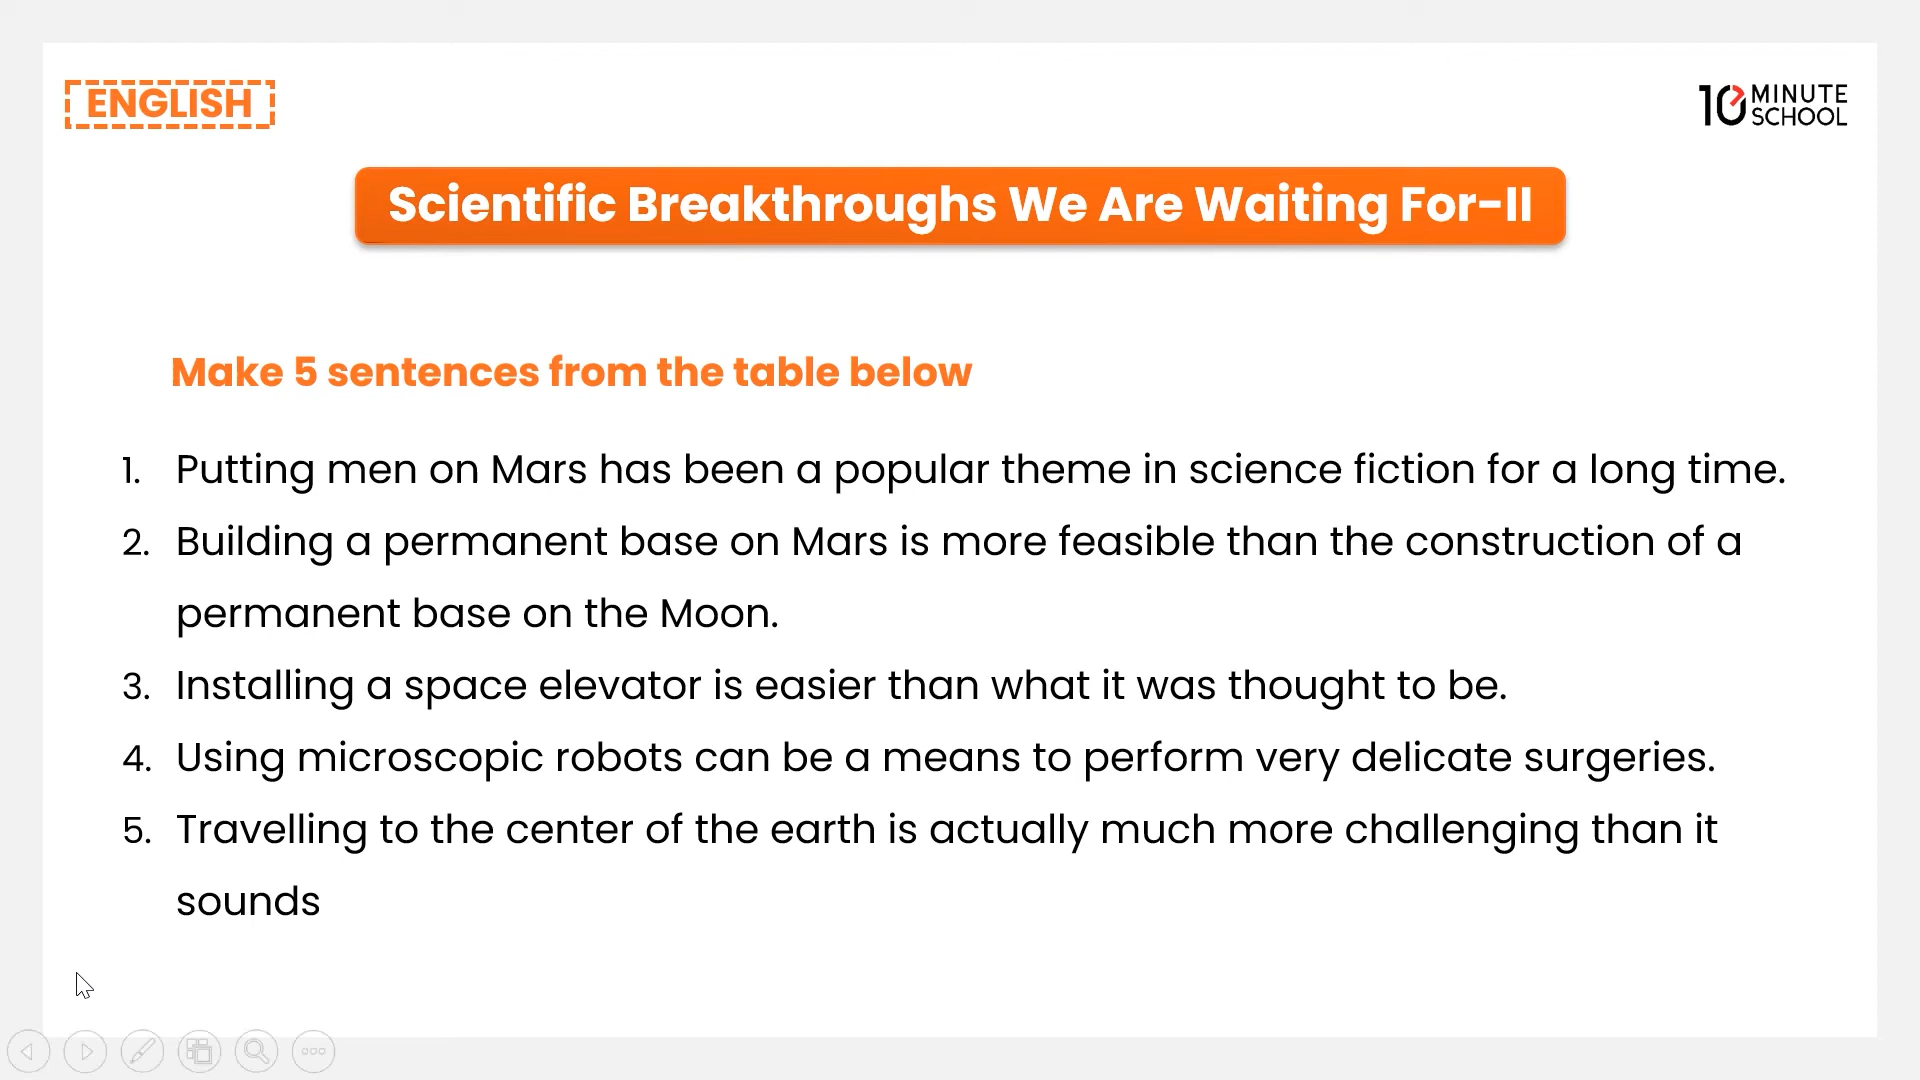 ENGLISH
10 MINUTE
SCHOOL
Scientific Breakthroughs We Are Waiting For-II
Make 5 sentences from the table below
1. Putting men on Mars has been a popular theme in science fiction for a long time.
2. Building a permanent base on Mars is more feasible than the construction of a
permanent base on the Moon.
3. Installing a space elevator is easier than what it was thought to be.
4. Using microscopic robots can be a means to perform very delicate surgeries.
5. Travelling to the center of the earth is actually much more challenging than it
sounds